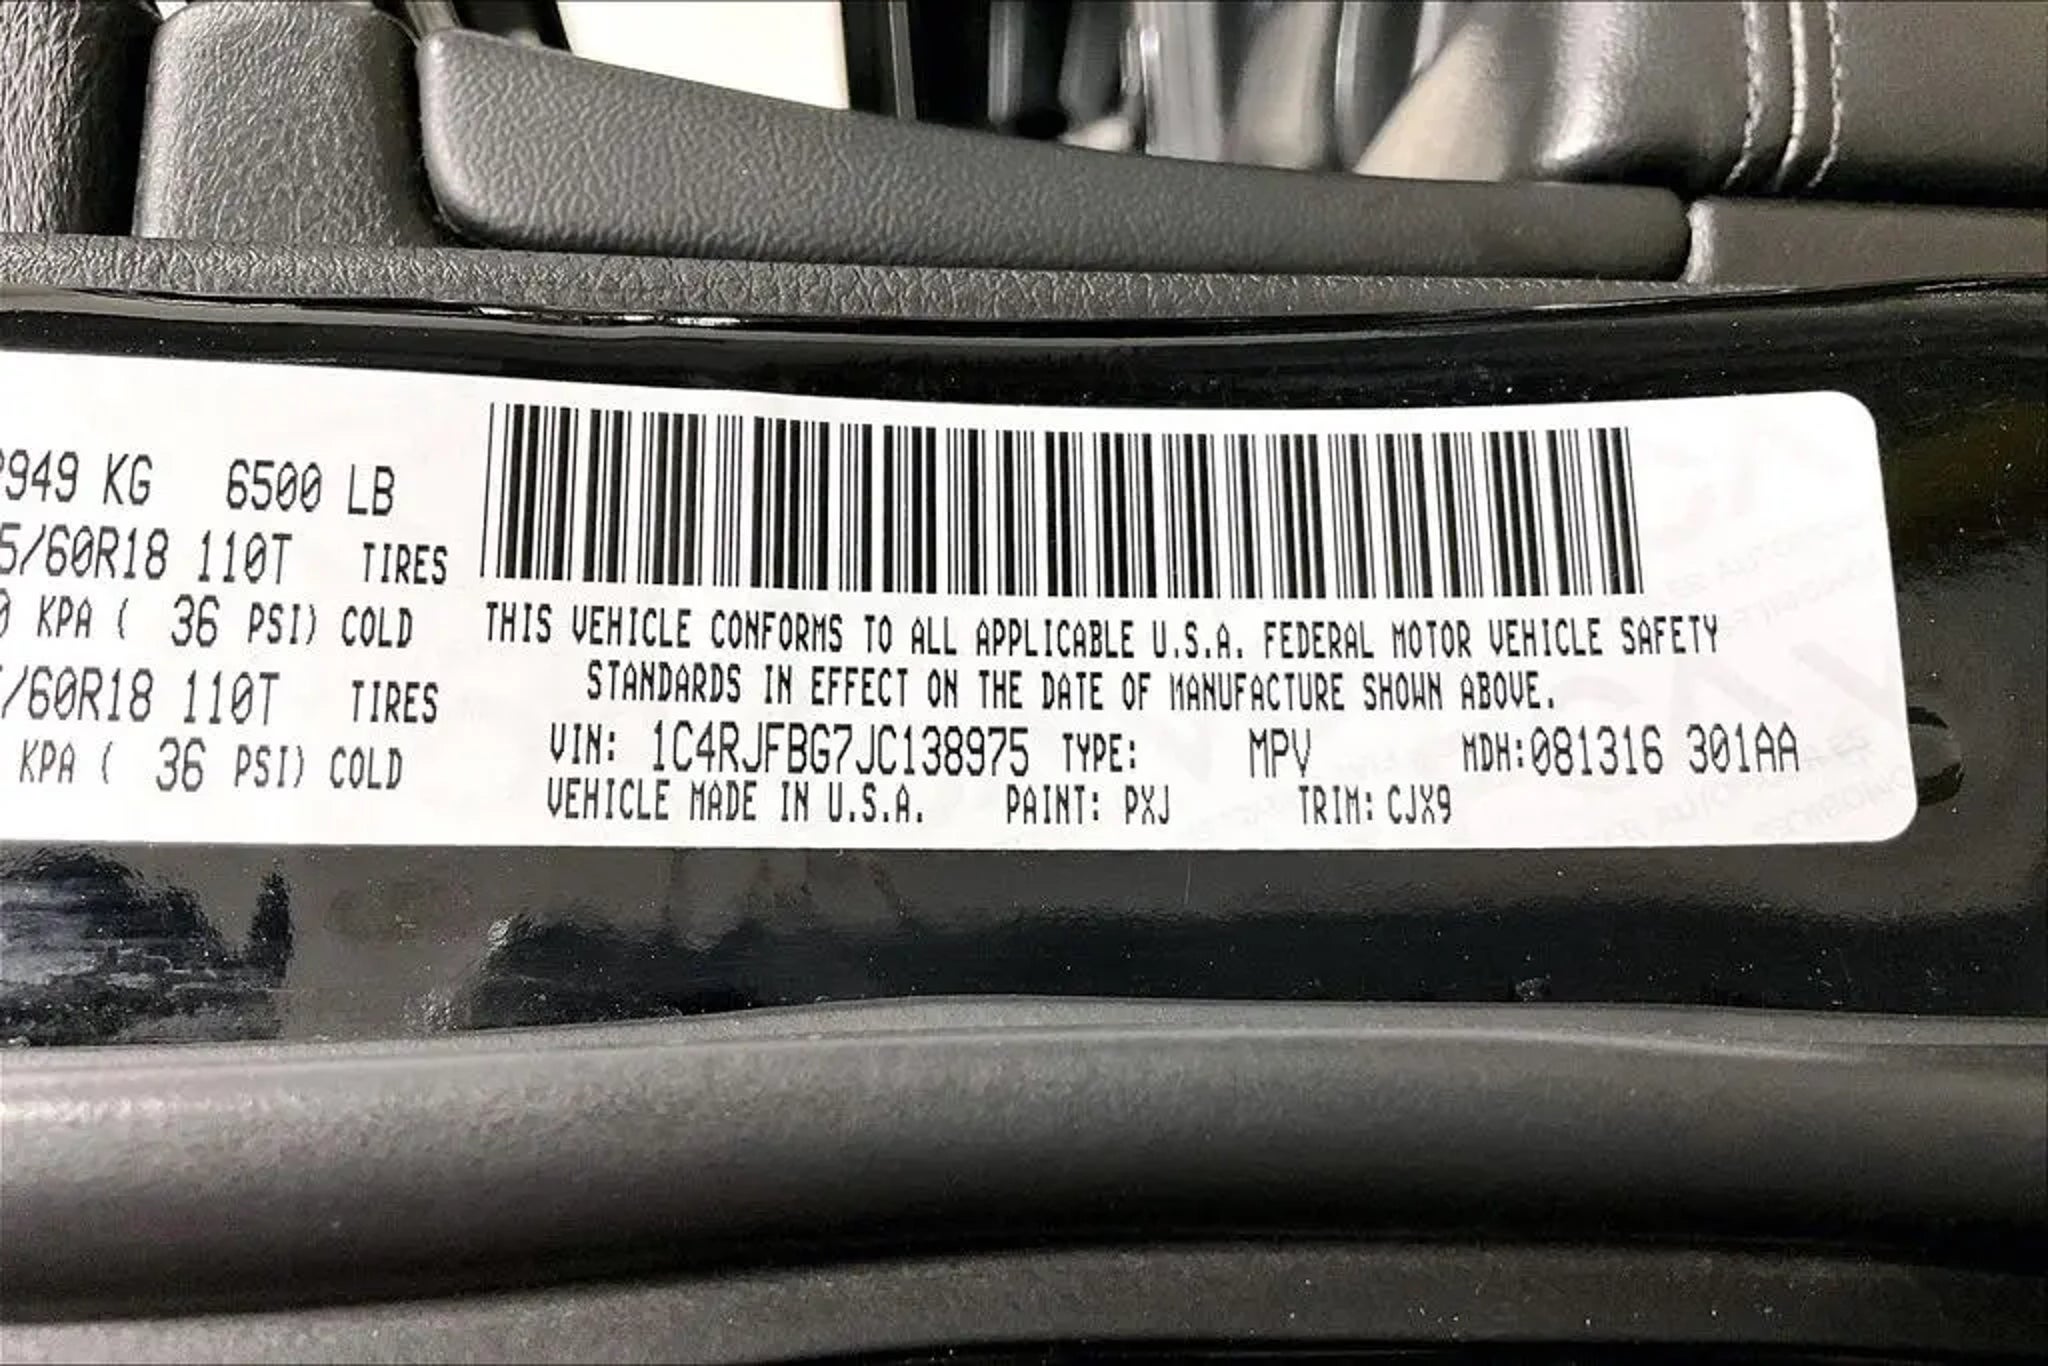 949 KG 6500 LB
5/60R18 110T TIRES
0 KPA ( 36 PSI) COLD
/60R18 110T TIRES
KPA ( 36 PSI) COLD
THIS VEHICLE CONFORMS TO ALL APPLICABLE U.S.A. FEDERAL MOTOR VEHICLE SAFETY
STANDARDS IN EFFECT ON THE DATE OF MANUFACTURE SHOWN ABOVE.
VIN: 1C4RJFBG7JC138975 TYPE: MPV MDH:081316 301AA
VEHICLE MADE IN U.S.A. PAINT: PXJ TRIM: CJX9